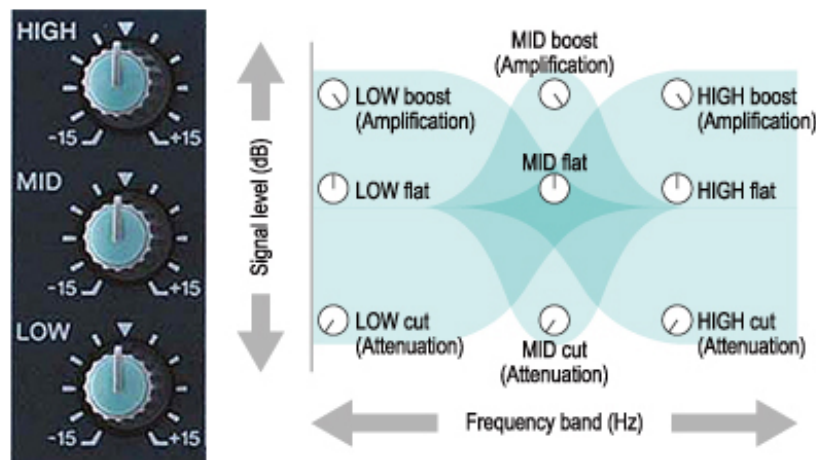 HIGH
-15 +15
MID
-15 +15
LOW
-15 +15
Signal level (dB)
MID boost
(Amplification)
LOW boost
(Amplification)
HIGH boost
(Amplification)
MID flat
LOW flat
HIGH flat
LOW cut
(Attenuation)
MID cut
(Attenuation)
HIGH cut
(Attenuation)
Frequency band (Hz)